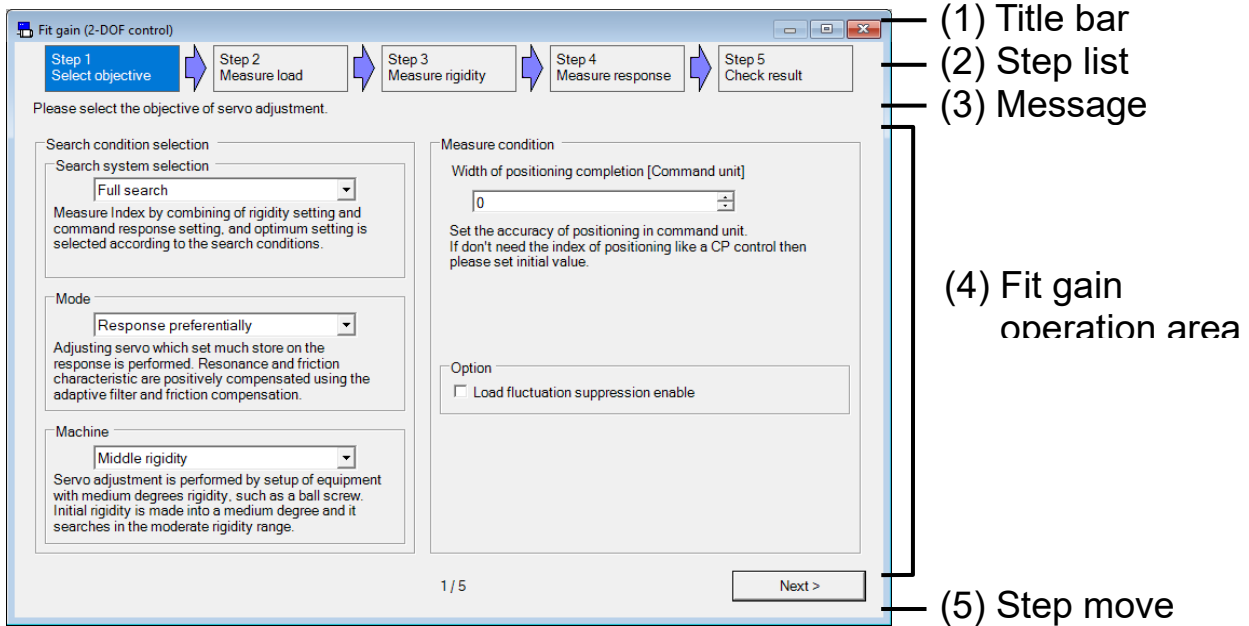 Fit gain (2-DOF control)
(1) Title bar
Step 1
Select objective
Step 2
Measure load
Step 3
Measure rigidity
Step 4
Measure response
Step 5
Check result
(2) Step list
Please select the objective of servo adjustment.
(3) Message
Search condition selection
Search system selection
Full search
Measure Index by combining of rigidity setting and
command response setting, and optimum setting is
selected according to the search conditions.
Mode
Response preferentially
Adjusting servo which set much store on the
response is performed. Resonance and friction
characteristic are positively compensated using the
adaptive filter and friction compensation.
Machine
Middle rigidity
Servo adjustment is performed by setup of equipment
with medium degrees rigidity, such as a ball screw.
Initial rigidity is made into a medium degree and it
searches in the moderate rigidity range.
Measure condition
Width of positioning completion [Command unit]
0
Set the accuracy of positioning in command unit.
If don't need the index of positioning like a CP control then
please set initial value.
Option
Load fluctuation suppression enable
(4) Fit gain
operation area
1 / 5
Next >
(5) Step move